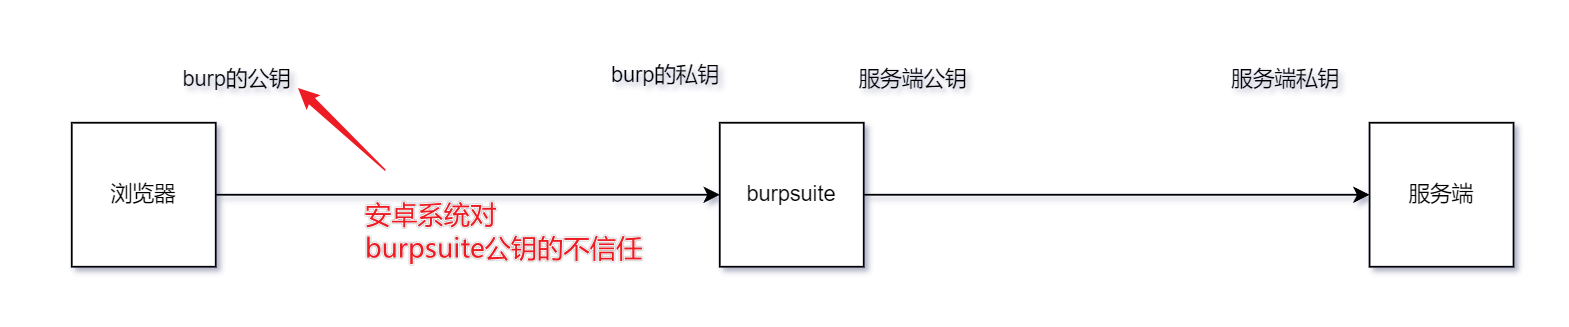 burp的公钥
burp的私钥
服务端公钥
服务端私钥
浏览器
burpsuite
服务端
安卓系统对
burpsuite公钥的不信任